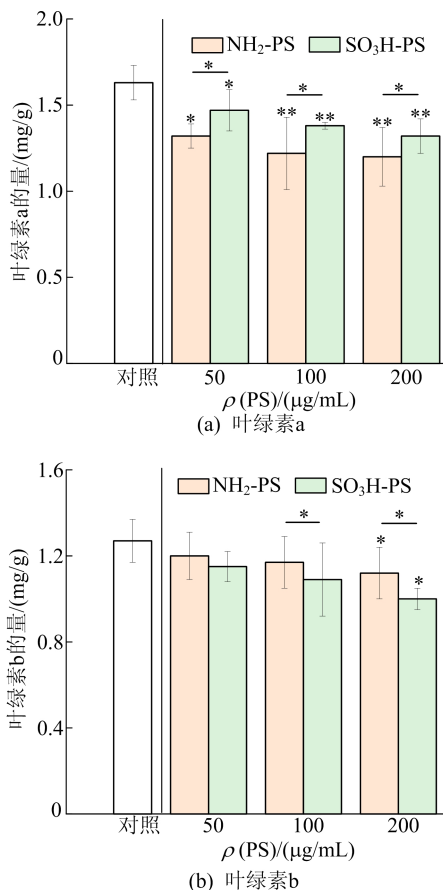 2.0
NH₂-PS SO₃H-PS
* *
* *
1.5 * * ** ** ** **
1.0
0.5
0
叶绿素a的量/(mg/g)
对照 50 100 200
ρ (PS)/(μg/mL)
(a) 叶绿素a
1.6
NH₂-PS SO₃H-PS
* *
1.2 * *
0.8
0.4
0
叶绿素b的量/(mg/g)
对照 50 100 200
ρ (PS)/(μg/mL)
(b) 叶绿素b